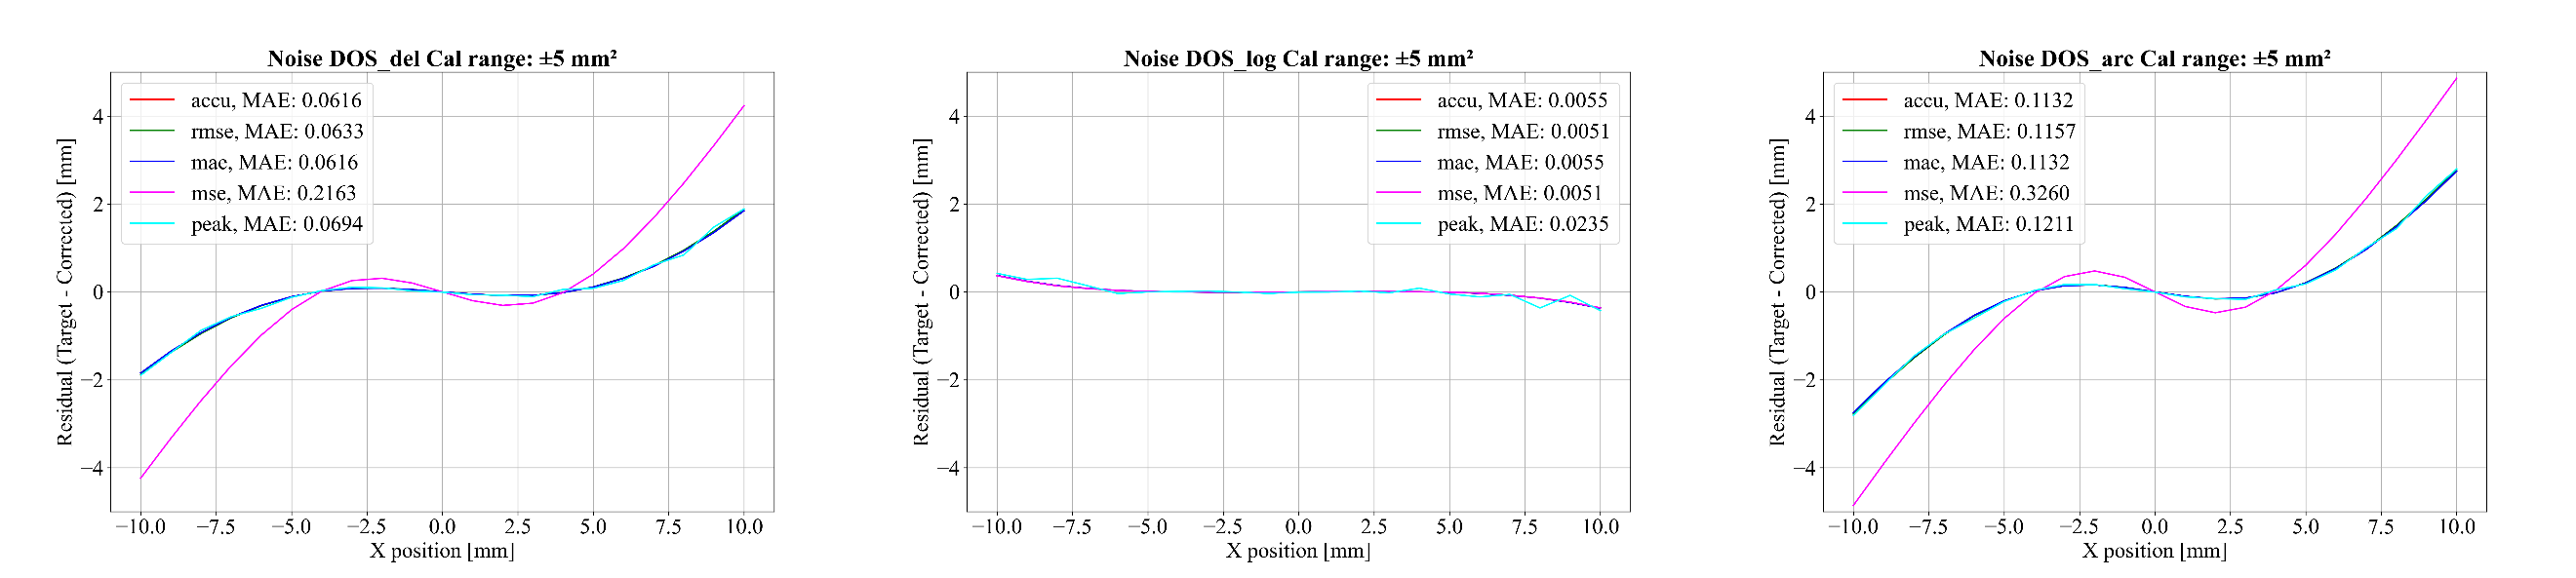 Noise DOS_del Cal range: ±5 mm²
Residual (Target - Corrected) [mm]
4
2
0
−2
−4
accu, MAE: 0.0616
rmse, MAE: 0.0633
mac, MAE: 0.0616
mse, MAE: 0.2163
peak, MAE: 0.0694
−10.0 −7.5 −5.0 −2.5 0.0 2.5 5.0 7.5 10.0
X position [mm]
Noise DOS_log Cal range: ±5 mm²
Residual (Target - Corrected) [mm]
4
2
0
−2
−4
accu, MAE: 0.0055
rmse, MAE: 0.0051
mac, MAE: 0.0055
mse, MAE: 0.0051
peak, MAE: 0.0235
−10.0 −7.5 −5.0 −2.5 0.0 2.5 5.0 7.5 10.0
X position [mm]
Noise DOS_arc Cal range: ±5 mm²
Residual (Target - Corrected) [mm]
4
2
0
−2
−4
accu, MAE: 0.1132
rmse, MAE: 0.1157
mac, MAE: 0.1132
mse, MAE: 0.3260
peak, MAE: 0.1211
−10.0 −7.5 −5.0 −2.5 0.0 2.5 5.0 7.5 10.0
X position [mm]